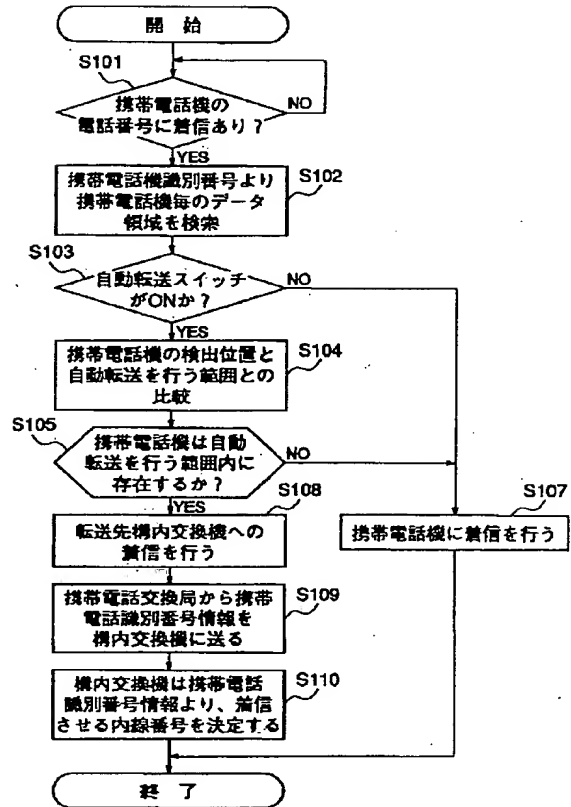 開 始
S101
携帯電話機の
電話番号に着信あり?
NO
YES
S102
携帯電話機識別番号より
携帯電話機毎のデータ
領域を検索
S103
自動転送スイッチ
がONか?
NO
YES
S104
携帯電話機の検出位置と
自動転送を行う範囲との
比較
S105
携帯電話機は自動
転送を行う範囲内に
存在するか?
NO
YES
S108
転送先構内交換機への
着信を行う
S107
携帯電話機に着信を行う
S109
携帯電話交換局から携帯
電話識別番号情報を
構内交換機に送る
S110
構内交換機は携帯電話
識別番号情報より、着信
させる内線番号を決定する
終 了